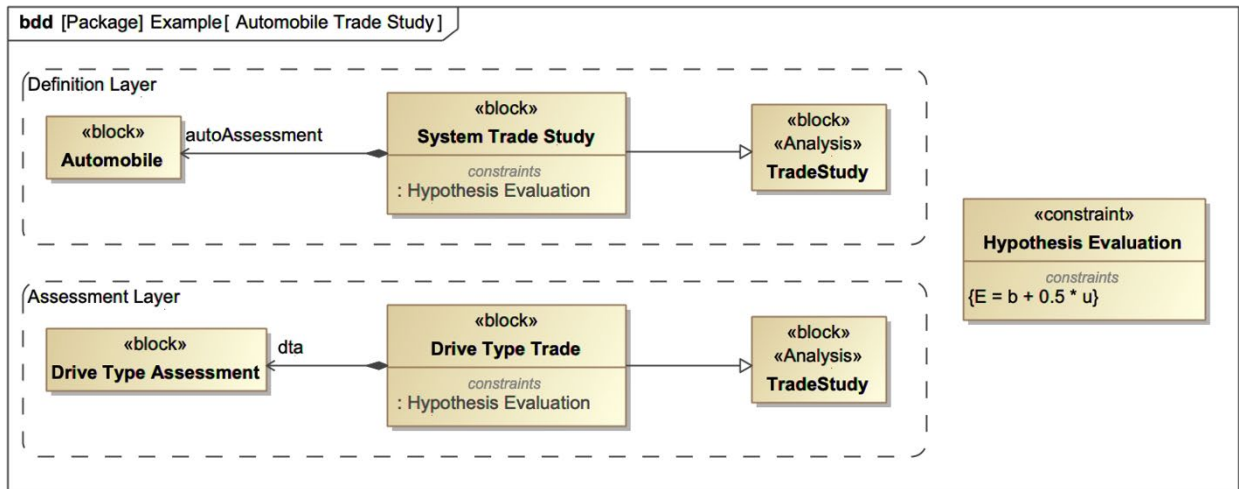 bdd [Package] Example[ Automobile Trade Study ]
Definition Layer
«block»
Automobile
autoAssessment
«block»
System Trade Study
constraints
: Hypothesis Evaluation
«block»
«Analysis»
TradeStudy
«constraint»
Hypothesis Evaluation
constraints
{E = b + 0.5 * u}
Assessment Layer
«block»
Drive Type Assessment
dta
«block»
Drive Type Trade
constraints
: Hypothesis Evaluation
«block»
«Analysis»
TradeStudy